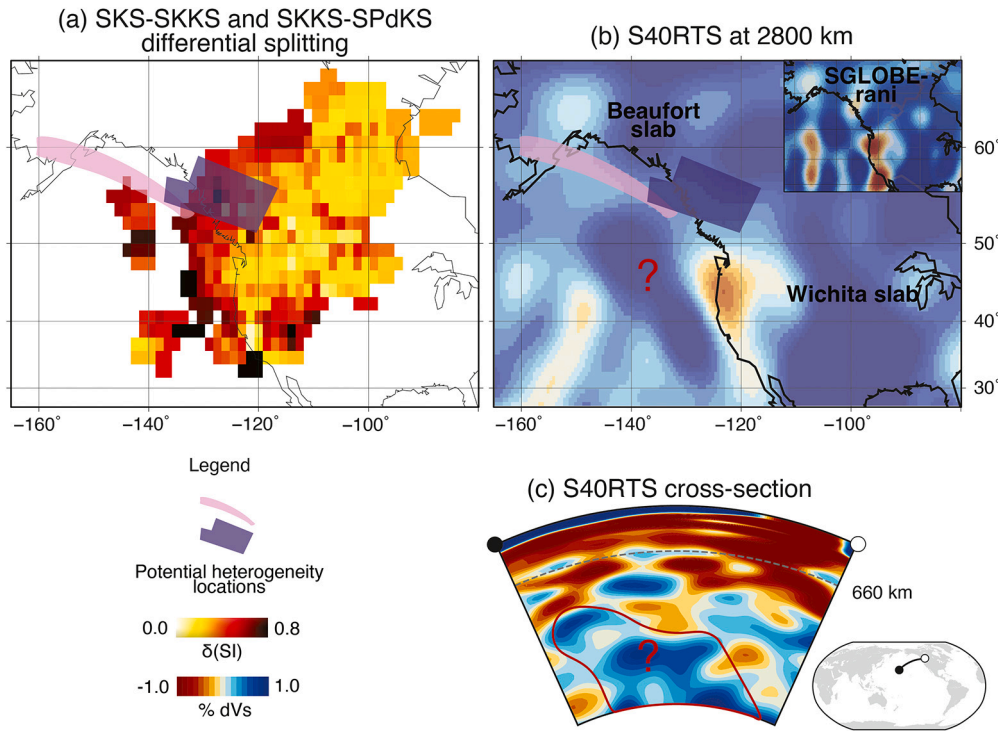 (a) SKS-SKKS and SKKS-SPdKS
differential splitting
−160° −140° −120° −100°
(b) S40RTS at 2800 km
SGLOBE-
rani
Beaufort
slab
?
Wichita slab
60°
50°
40°
30°
−160° −140° −120° −100°
Legend
Potential heterogeneity
locations
0.0 0.8
δ(SI)
-1.0 1.0
% dVs
(c) S40RTS cross-section
660 km
?